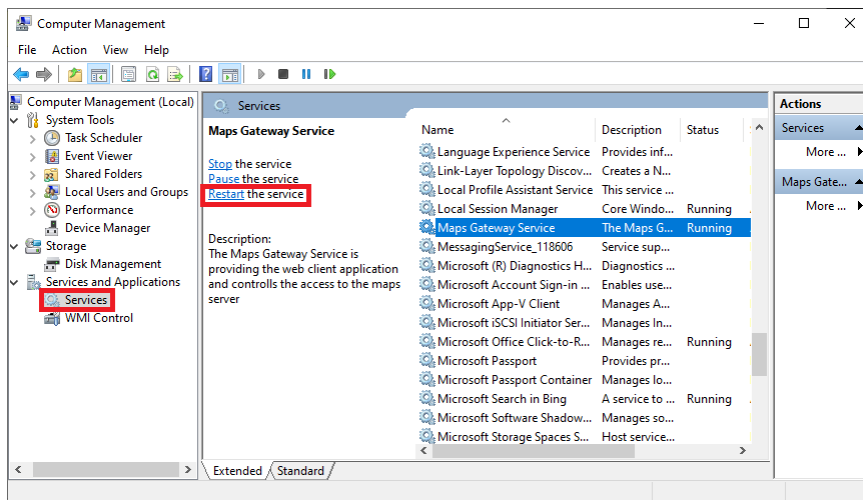 Computer Management
File Action View Help
Computer Management (Local)
System Tools
Task Scheduler
Event Viewer
Shared Folders
Local Users and Groups
Performance
Device Manager
Storage
Disk Management
Services and Applications
Services
WMI Control
Services
Maps Gateway Service
Stop the service
Pause the service
Restart the service
Description:
The Maps Gateway Service is
providing the web client application
and controlls the access to the maps
server
Name Description Status
Language Experience Service Provides inf...
Link-Layer Topology Discov... Creates a N...
Local Profile Assistant Service This service ...
Local Session Manager Core Windo... Running
Maps Gateway Service The Maps G... Running
MessagingService_118606 Service sup...
Microsoft (R) Diagnostics H... Diagnostics ...
Microsoft Account Sign-in ... Enables use...
Microsoft App-V Client Manages A...
Microsoft iSCSI Initiator Ser... Manages In...
Microsoft Office Click-to-R... Manages re... Running
Microsoft Passport Provides pr...
Microsoft Passport Container Manages lo...
Microsoft Search in Bing A service to ... Running
Microsoft Software Shadow... Manages so...
Microsoft Storage Spaces S... Host service...
Extended Standard
Actions
Services
More ...
Maps Gate...
More ...